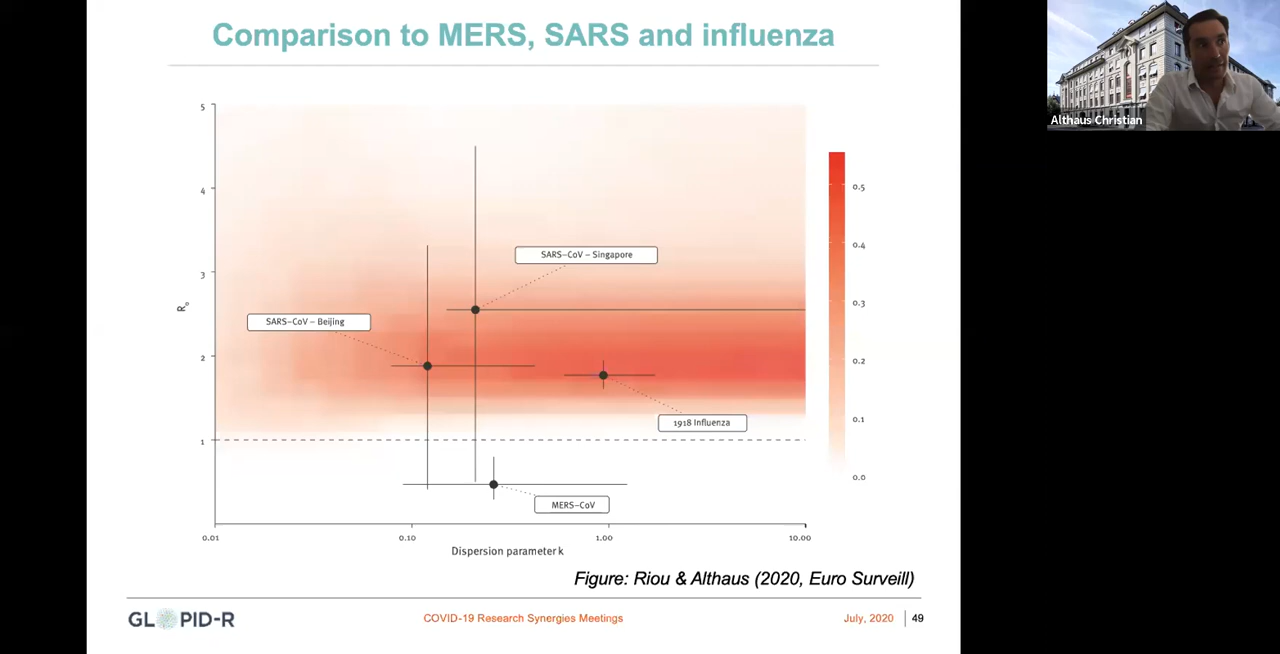 Comparison to MERS, SARS and influenza
Althaus Christian
5
4
3
2
1
R₀
SARS-CoV – Singapore
SARS-CoV – Beijing
1918 Influenza
MERS-CoV
0.01
0.10
1.00
10.00
Dispersion parameter k
0.5
0.4
0.3
0.2
0.1
0.0
Figure: Riou & Althaus (2020, Euro Surveill)
GLOPID-R
COVID-19 Research Synergies Meetings
July, 2020
49